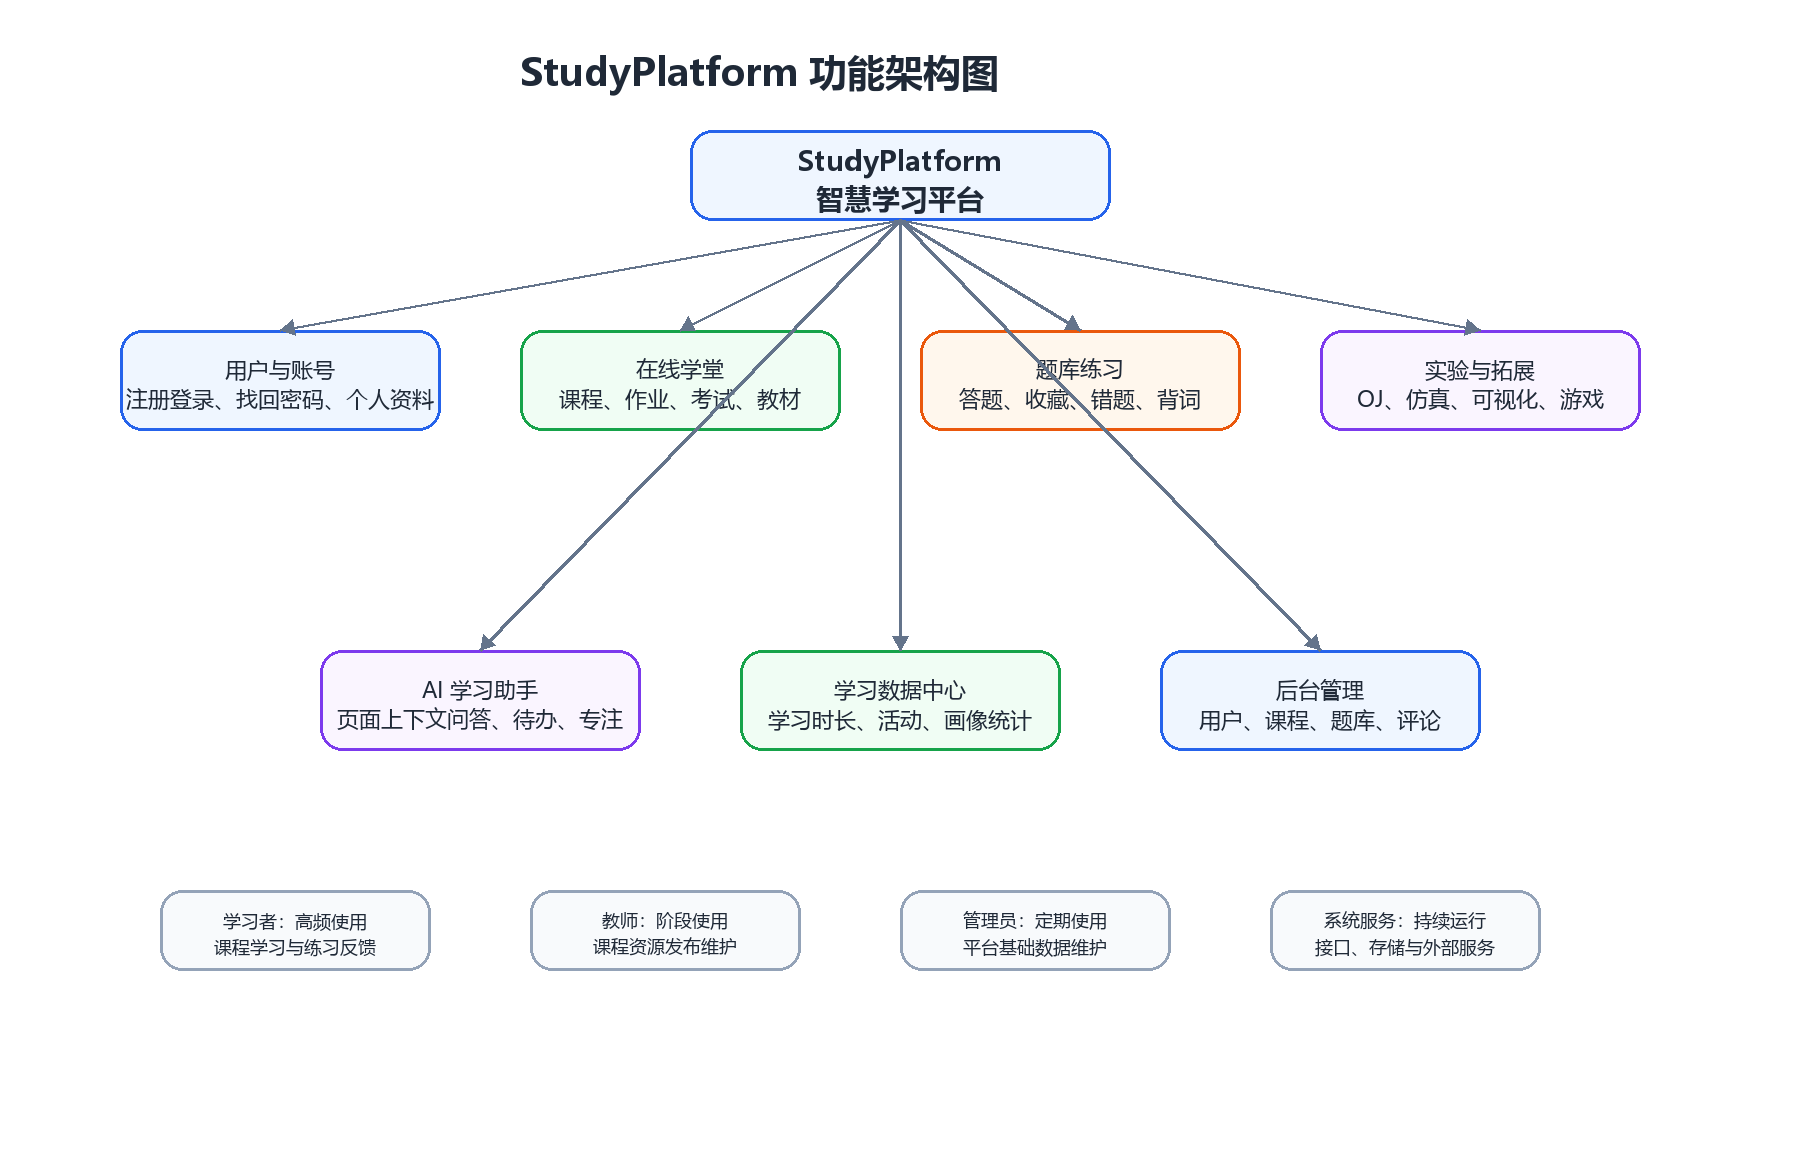 StudyPlatform 功能架构图
StudyPlatform
智慧学习平台
用户与账号
注册登录、找回密码、个人资料
在线学堂
课程、作业、考试、教材
题库练习
答题、收藏、错题、背词
实验与拓展
OJ、仿真、可视化、游戏
AI 学习助手
页面上下文问答、待办、专注
学习数据中心
学习时长、活动、画像统计
后台管理
用户、课程、题库、评论
学习者：高频使用
课程学习与练习反馈
教师：阶段使用
课程资源发布维护
管理员：定期使用
平台基础数据维护
系统服务：持续运行
接口、存储与外部服务